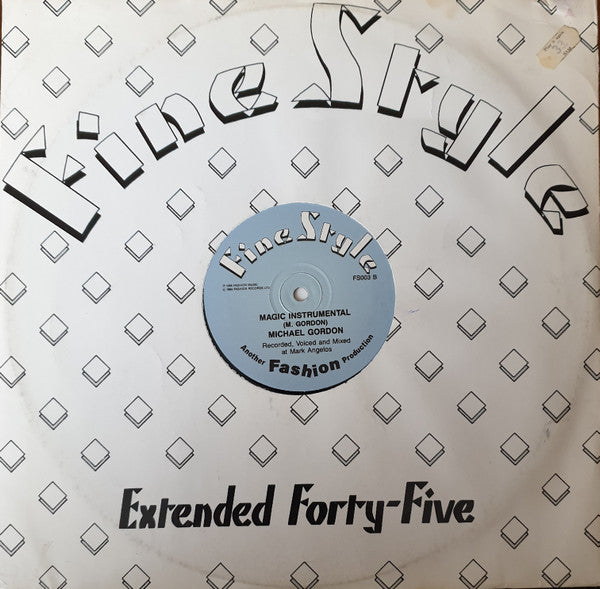 Fine Style
Fine Style
FS003 B
MAGIC INSTRUMENTAL
(M. GORDON)
MICHAEL GORDON
Recorded, Voiced and Mixed
at Mark Angelos
Another Fashion Production
Extended Forty-Five